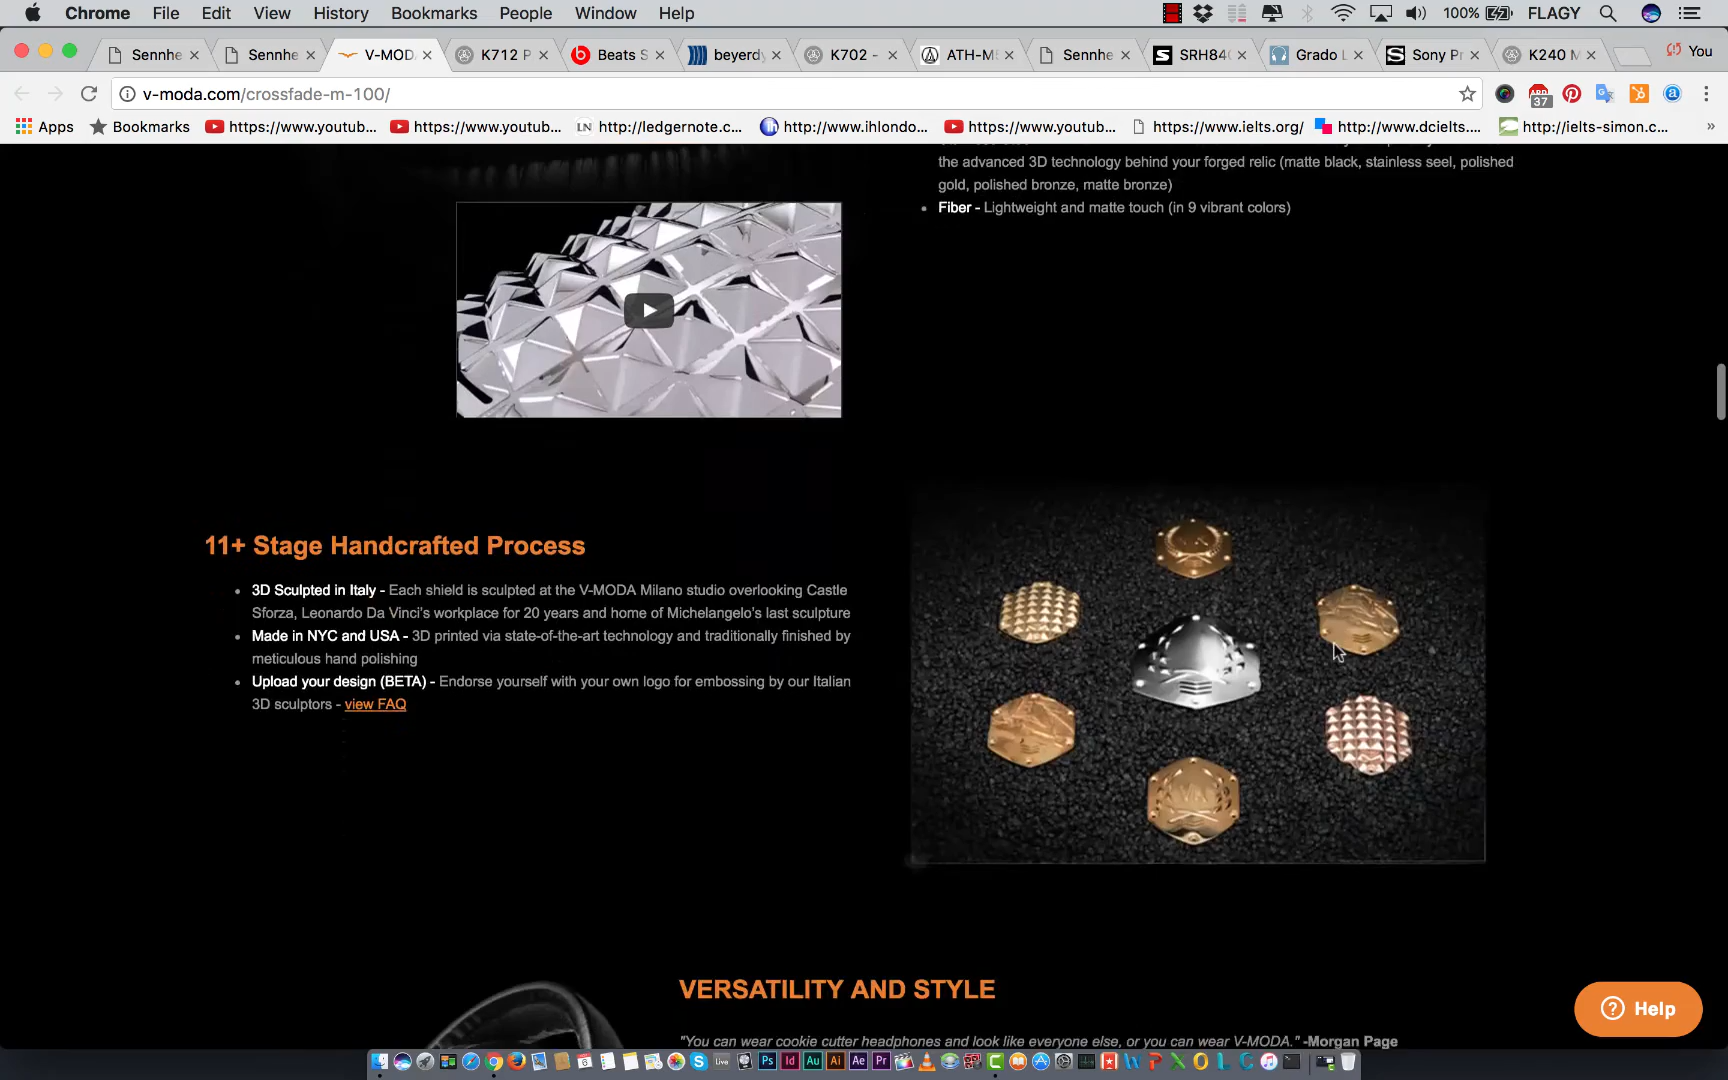 Chrome File Edit View History Bookmarks People Window Help 100% FLAGY
Sennhe Sennhe V-MODA K712 P Beats S beyerdy K702 - ATH-M5 Sennhe SRH840 Grado L Sony Pr K240 M You
v-moda.com/crossfade-m-100/ 37
Apps Bookmarks https://www.youtub... https://www.youtub... LN http://ledgernote.c... http://www.ihlondo... https://www.youtub... https://www.ielts.org/ http://www.dcielts.... http://ielts-simon.c... »
the advanced 3D technology behind your forged relic (matte black, stainless seel, polished
gold, polished bronze, matte bronze)
Fiber - Lightweight and matte touch (in 9 vibrant colors)
11+ Stage Handcrafted Process
3D Sculpted in Italy - Each shield is sculpted at the V-MODA Milano studio overlooking Castle
Sforza, Leonardo Da Vinci's workplace for 20 years and home of Michelangelo's last sculpture
Made in NYC and USA - 3D printed via state-of-the-art technology and traditionally finished by
meticulous hand polishing
Upload your design (BETA) - Endorse yourself with your own logo for embossing by our Italian
3D sculptors - view FAQ
VERSATILITY AND STYLE
Help
"You can wear cookie cutter headphones and look like everyone else, or you can wear V-MODA." -Morgan Page